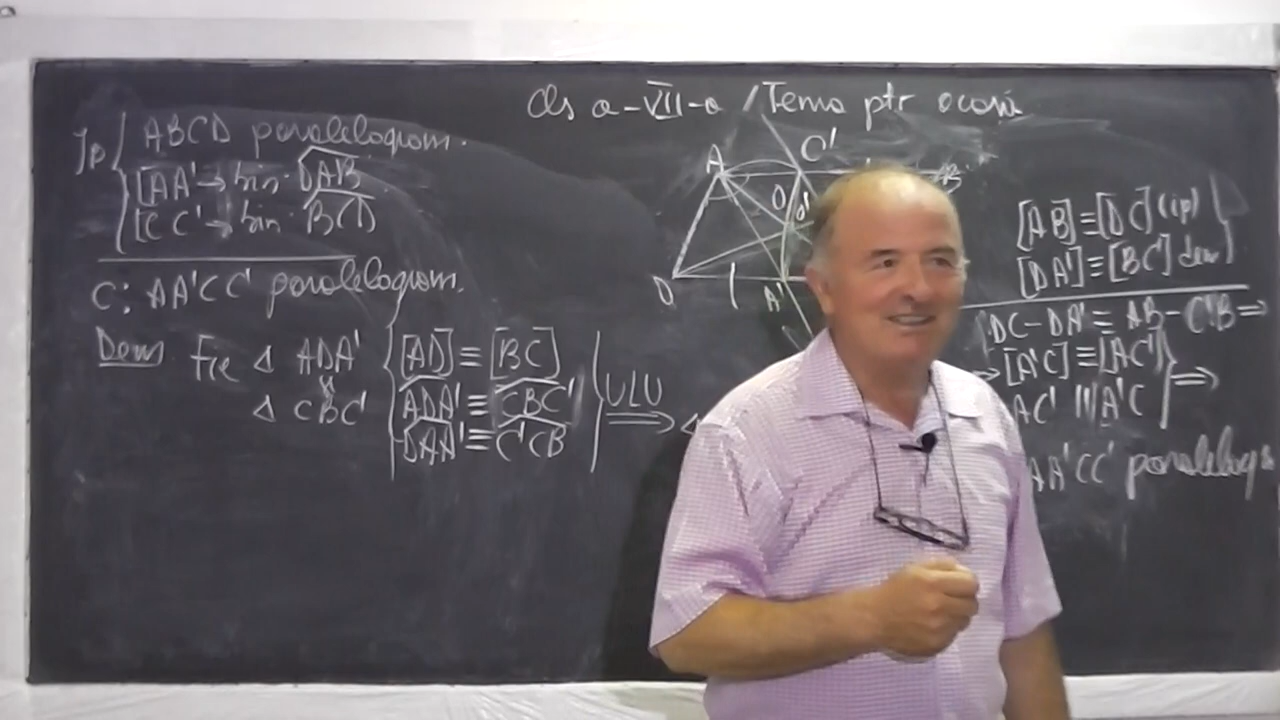 Cls a-VII-a / Tema ptr acasă
Ip { ABCD paralelogram.
[AA' → bis. DAB
[CC' → bis. BCD
C: AA'CC' paralelogram.
Dem Fie Δ ADA'
Δ CBC'
[AD] ≡ [BC]
ADA' ≡ CBC'
DAA' ≡ C'CB
ULU ⇒
A C' B
O
D A'
[AB] ≡ [DC] (ip)
[DA'] ≡ [BC'] dem
DC - DA' ≡ AB - C'B ⇒
⇒ [A'C] ≡ [AC']
AC' || A'C ⇒
AA'CC' paralelog